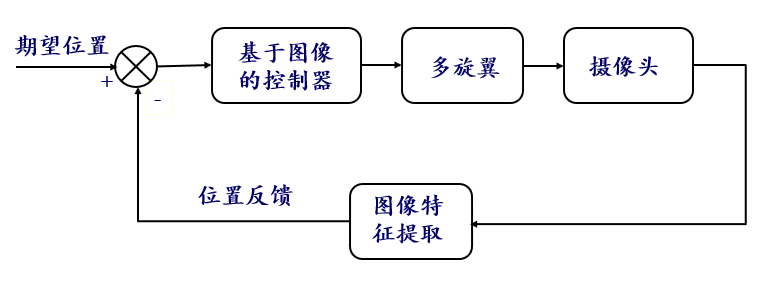 期望位置
+
-
基于图像
的控制器
多旋翼
摄像头
位置反馈
图像特
征提取